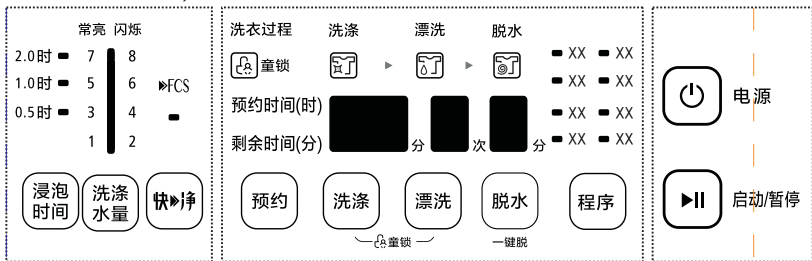 常亮 闪烁
2.0时 7 8
1.0时 5 6
FCS
0.5时 3 4
1 2
浸泡时间
洗涤水量
快净
洗衣过程 洗涤 漂洗 脱水
童锁
XX XX
XX XX
预约时间(时)
XX XX
剩余时间(分) 分 次 分 XX XX
预约 洗涤 漂洗 脱水 程序
童锁 一键脱
电源
启动/暂停